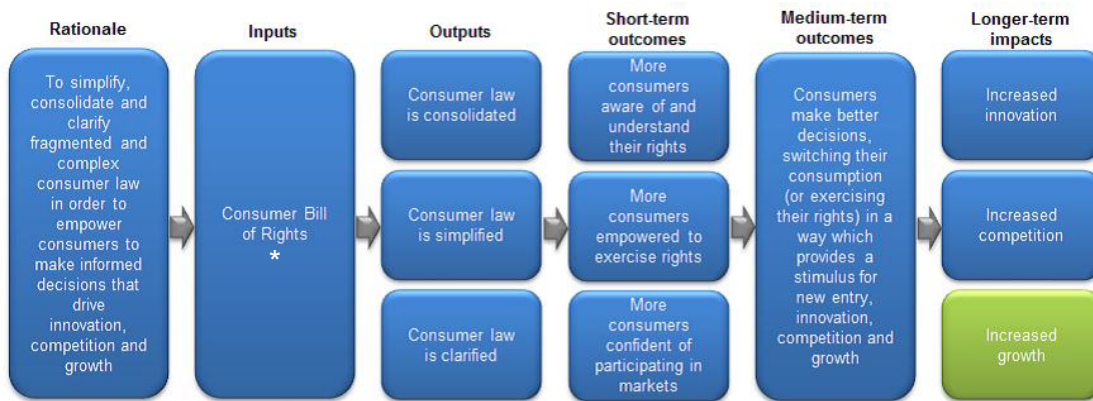 Rationale
To simplify,
consolidate and
clarify
fragmented and
complex
consumer law
in order to
empower
consumers to
make informed
decisions that
drive
innovation,
competition and
growth
Inputs
Consumer Bill
of Rights
*
Outputs
Consumer law
is consolidated
Consumer law
is simplified
Consumer law
is clarified
Short-term
outcomes
More
consumers
aware of and
understand
their rights
More
consumers
empowered to
exercise rights
More
consumers
confident of
participating in
markets
Medium-term
outcomes
Consumers
make better
decisions,
switching their
consumption
(or exercising
their rights) in a
way which
provides a
stimulus for
new entry,
innovation,
competition and
growth
Longer-term
impacts
Increased
innovation
Increased
competition
Increased
growth